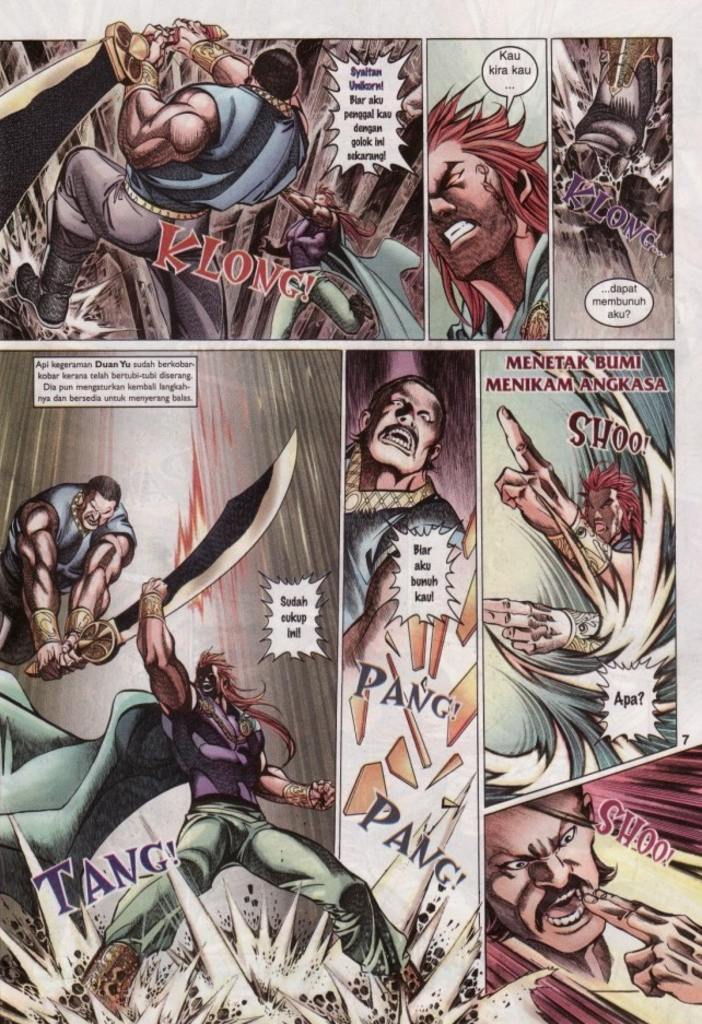 Syaitan
Unikorn!
Biar aku
penggal kau
dengan
golok ini
sekarang!
KLONG!
Kau
kira kau
...
KLONG...
...dapat
membunuh
aku?
Api kegeraman Duan Yu sudah berkobar-
kobar kerana telah bertubi-tubi diserang.
Dia pun mengaturkan kembali langkah-
nya dan bersedia untuk menyerang balas.
Sudah
cukup
ini!
TANG!
Biar
aku
bunuh
kau!
PANG!
PANG!
MENETAK BUMI
MENIKAM ANGKASA
SHOO!
Apa?
7
SHOO!